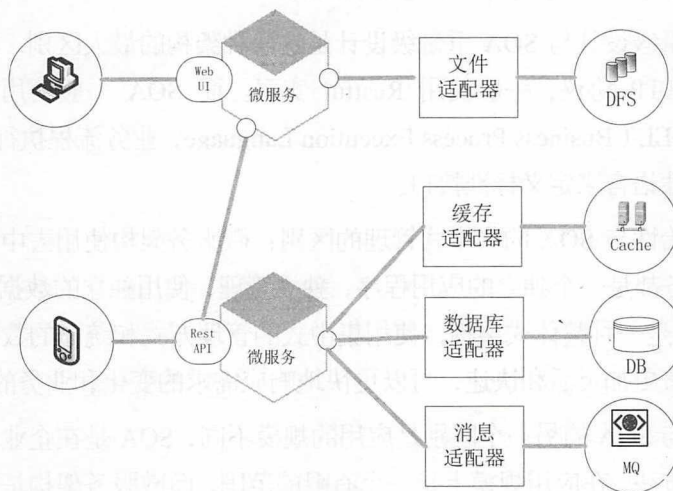 Web
UI
微服务
文件
适配器
DFS
缓存
适配器
Cache
Rest
API
微服务
数据库
适配器
DB
消息
适配器
MQ